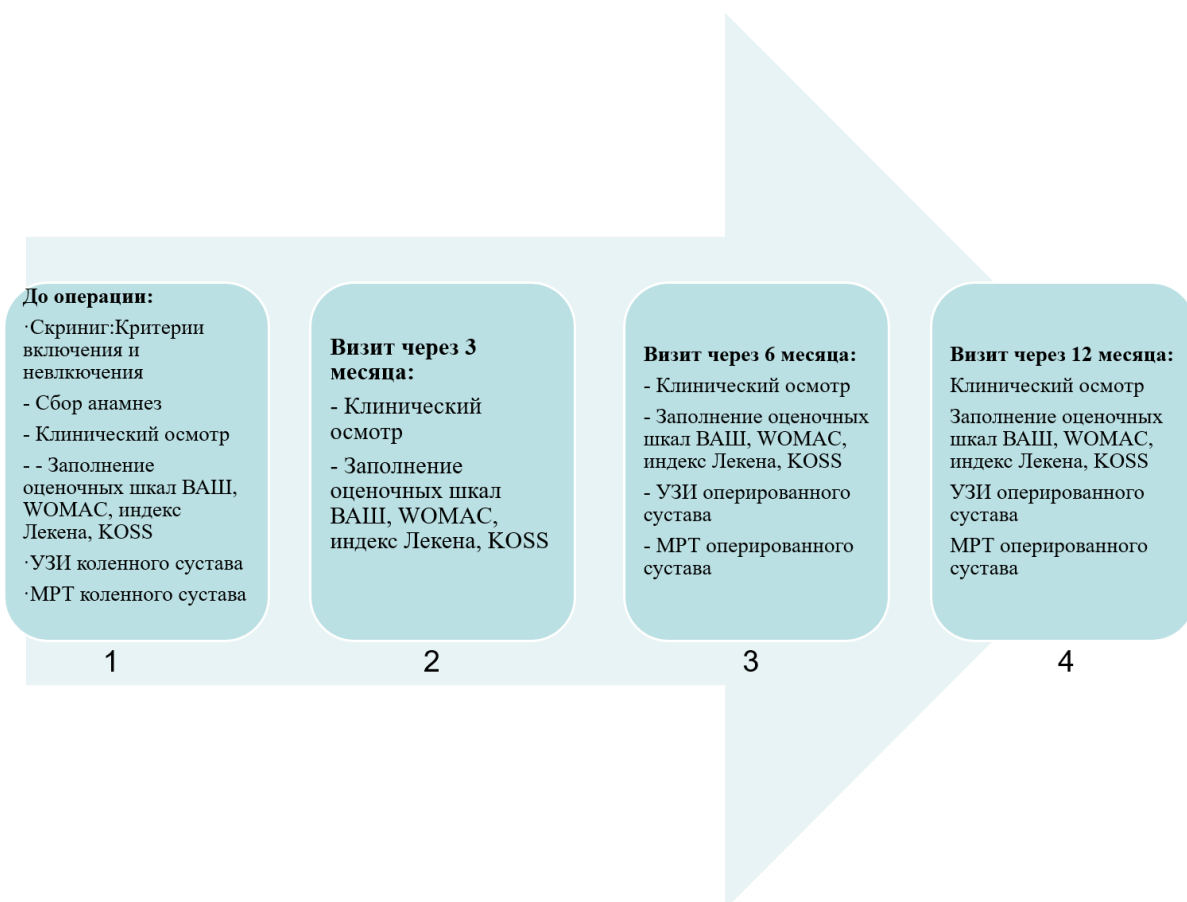 До операции:
·Скриниг:Критерии
включения и
невлключения
- Сбор анамнез
- Клинический осмотр
- - Заполнение
оценочных шкал ВАШ,
WOMAC, индекс
Лекена, KOSS
·УЗИ коленного сустава
·МРТ коленного сустава
1
Визит через 3
месяца:
- Клинический
осмотр
- Заполнение
оценочных шкал
ВАШ, WOMAC,
индекс Лекена, KOSS
2
Визит через 6 месяца:
- Клинический осмотр
- Заполнение оценочных
шкал ВАШ, WOMAC,
индекс Лекена, KOSS
- УЗИ оперированного
сустава
- МРТ оперированного
сустава
3
Визит через 12 месяца:
Клинический осмотр
Заполнение оценочных
шкал ВАШ, WOMAC,
индекс Лекена, KOSS
УЗИ оперированного
сустава
МРТ оперированного
сустава
4